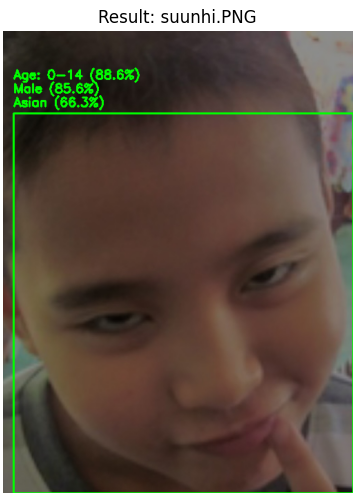 Result: suunhi.PNG
Age: 0-14 (88.6%)
Male (85.6%)
Asian (66.3%)